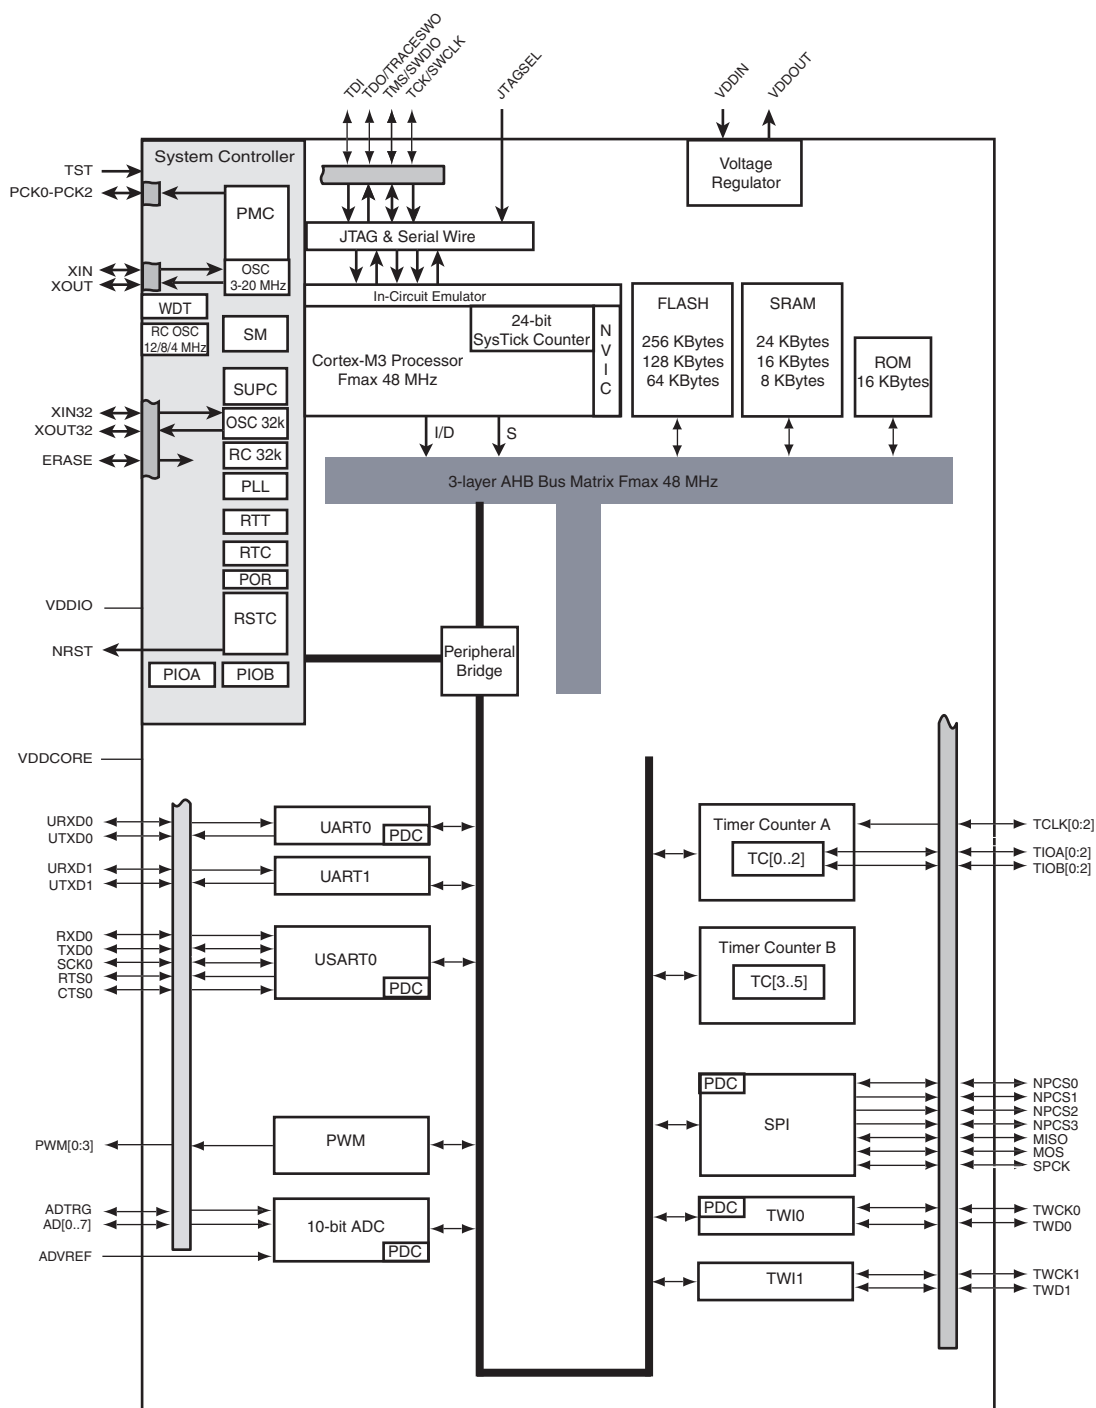 TDI
TDO/TRACESWO
TMS/SWDIO
TCK/SWCLK
JTAGSEL
VDDIN
VDDOUT
System Controller
Voltage
Regulator
TST
PCK0-PCK2
PMC
JTAG & Serial Wire
XIN
XOUT
OSC
3-20 MHz
In-Circuit Emulator
WDT
RC OSC
12/8/4 MHz
SM
24-bit
SysTick Counter
N
V
I
C
Cortex-M3 Processor
Fmax 48 MHz
FLASH
256 KBytes
128 KBytes
64 KBytes
SRAM
24 KBytes
16 KBytes
8 KBytes
ROM
16 KBytes
SUPC
XIN32
XOUT32
OSC 32k
ERASE
RC 32k
I/D
S
PLL
3-layer AHB Bus Matrix Fmax 48 MHz
RTT
RTC
POR
VDDIO
RSTC
NRST
Peripheral
Bridge
PIOA
PIOB
VDDCORE
URXD0
UTXD0
UART0
PDC
URXD1
UTXD1
UART1
RXD0
TXD0
SCK0
RTS0
CTS0
USART0
PDC
PWM[0:3]
PWM
ADTRG
AD[0..7]
ADVREF
10-bit ADC
PDC
Timer Counter A
TC[0..2]
TCLK[0:2]
TIOA[0:2]
TIOB[0:2]
Timer Counter B
TC[3..5]
PDC
SPI
NPCS0
NPCS1
NPCS2
NPCS3
MISO
MOS
SPCK
PDC
TWI0
TWCK0
TWD0
TWI1
TWCK1
TWD1